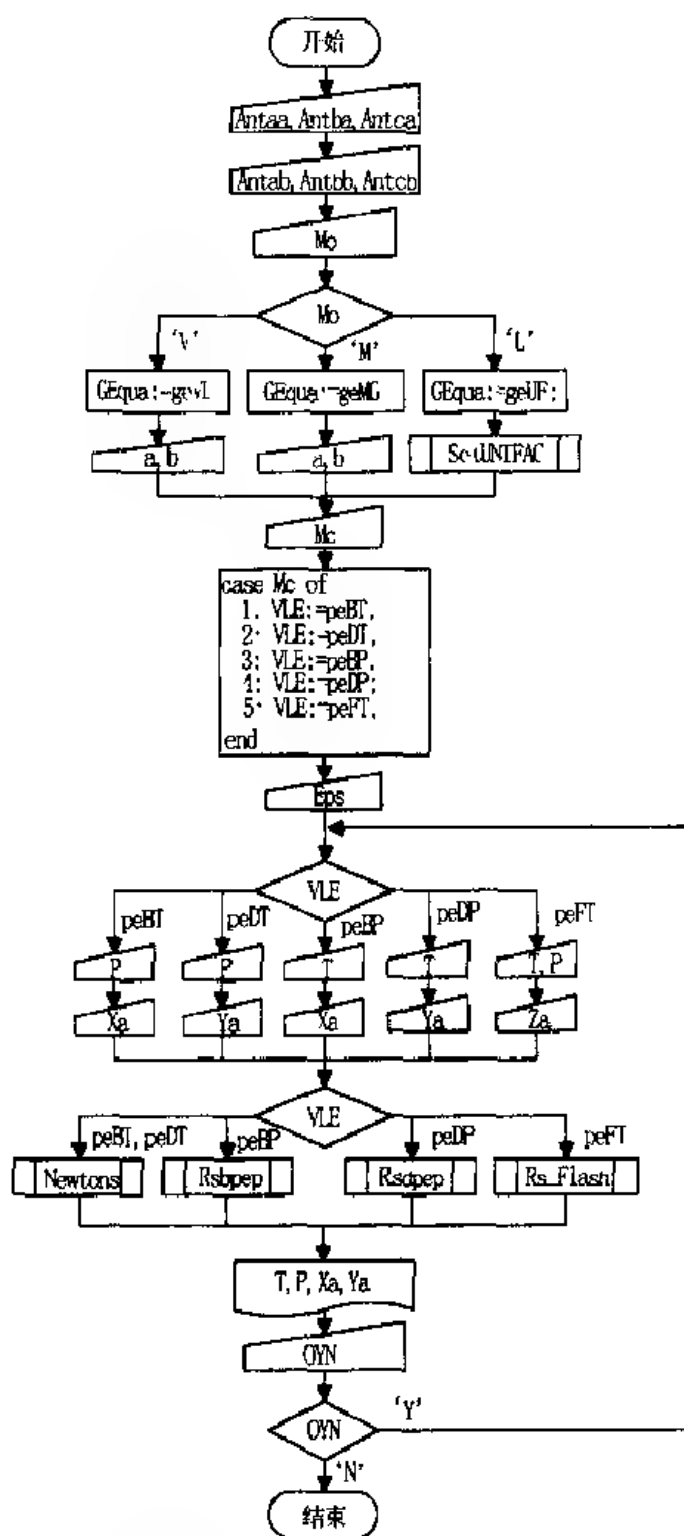 开始
Antaa, Antba, Antca
Antab, Antbb, Antcb
Mo
Mo
'V'
'M'
'L'
GEqua:=gevL
GEqua:=geMG
GEqua:=geUF;
a, b
a, b
SetUNIFAC
Mc
case Mc of
1. VLE:=peBT,
2: VLE:=peDT,
3: VLE:=peBP,
4: VLE:=peDP;
5: VLE:=peFT,
end
Eps
VLE
peBT
peDT
peBP
peDP
peFT
P
P
T
T
T, P
Xa
Ya
Xa
Ya
Za
VLE
peBT, peDT
peBP
peDP
peFT
Newtons
Rsbpep
Rsdpep
Rs_Flash
T, P, Xa, Ya
OYN
OYN
'Y'
'N'
结束